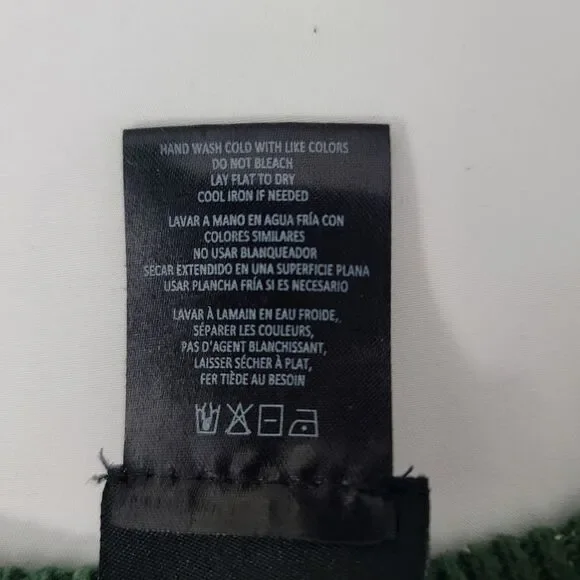 HAND WASH COLD WITH LIKE COLORS
DO NOT BLEACH
LAY FLAT TO DRY
COOL IRON IF NEEDED
LAVAR A MANO EN AGUA FRÍA CON
COLORES SIMILARES
NO USAR BLANQUEADOR
SECAR EXTENDIDO EN UNA SUPERFICIE PLANA
USAR PLANCHA FRÍA SI ES NECESARIO
LAVÁR À LAMAIN EN EAU FROIDE,
SÉPARER LES COULEURS,
PAS D'AGENT BLANCHISSANT,
LAISSER SÉCHER À PLAT,
FER TIÈDE AU BESOIN